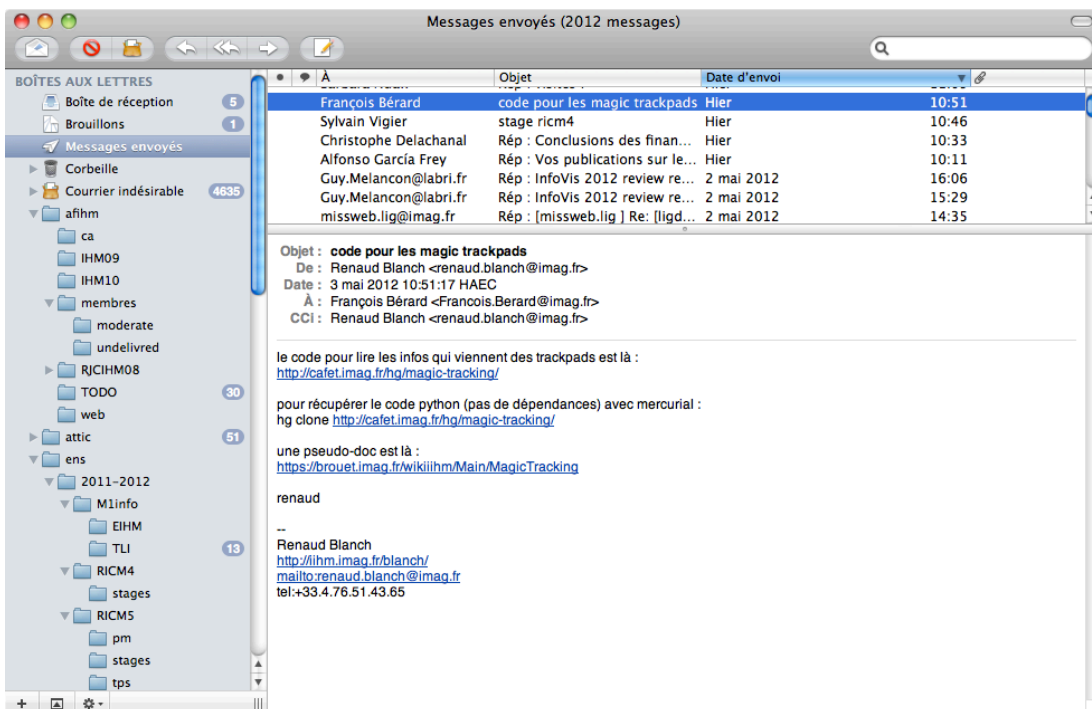 Messages envoyés (2012 messages)
BOÎTES AUX LETTRES
Boîte de réception 5
Brouillons 1
Messages envoyés
Corbeille
Courrier indésirable 4635
afihm
ca
IHM09
IHM10
membres
moderate
undelivred
RJCIHM08
TODO 30
web
attic 51
ens
2011-2012
M1info
EIHM
TLI 13
RICM4
stages
RICM5
pm
stages
tps
À Objet Date d'envoi
François Bérard code pour les magic trackpads Hier 10:51
Sylvain Vigier stage ricm4 Hier 10:46
Christophe Delachanal Rép : Conclusions des finan... Hier 10:33
Alfonso García Frey Rép : Vos publications sur le... Hier 10:11
Guy.Melancon@labri.fr Rép : InfoVis 2012 review re... 2 mai 2012 16:06
Guy.Melancon@labri.fr Rép : InfoVis 2012 review re... 2 mai 2012 15:29
missweb.lig@imag.fr Rép : [missweb.lig ] Re: [ligd... 2 mai 2012 14:35
Objet : code pour les magic trackpads
De : Renaud Blanch <renaud.blanch@imag.fr>
Date : 3 mai 2012 10:51:17 HAEC
À : François Bérard <Francois.Berard@imag.fr>
CCi : Renaud Blanch <renaud.blanch@imag.fr>
le code pour lire les infos qui viennent des trackpads est là :
http://cafet.imag.fr/hg/magic-tracking/
pour récupérer le code python (pas de dépendances) avec mercurial :
hg clone http://cafet.imag.fr/hg/magic-tracking/
une pseudo-doc est là :
https://brouet.imag.fr/wikiiihm/Main/MagicTracking
renaud
--
Renaud Blanch
http://iihm.imag.fr/blanch/
mailto:renaud.blanch@imag.fr
tel:+33.4.76.51.43.65